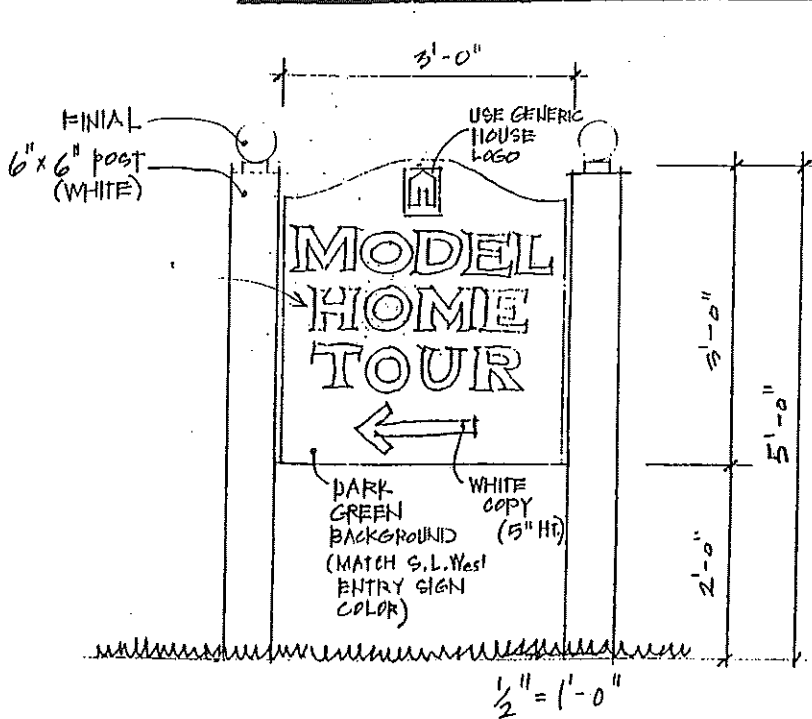 3'-0"
FINIAL
6" x 6" POST
(WHITE)
USE GENERIC
HOUSE
LOGO
MODEL
HOME
TOUR
DARK
GREEN
BACKGROUND
(MATCH S.L. West
ENTRY SIGN
COLOR)
WHITE
COPY
(5" HT.)
3'-0"
5'-0"
2'-0"
1/2" = 1'-0"